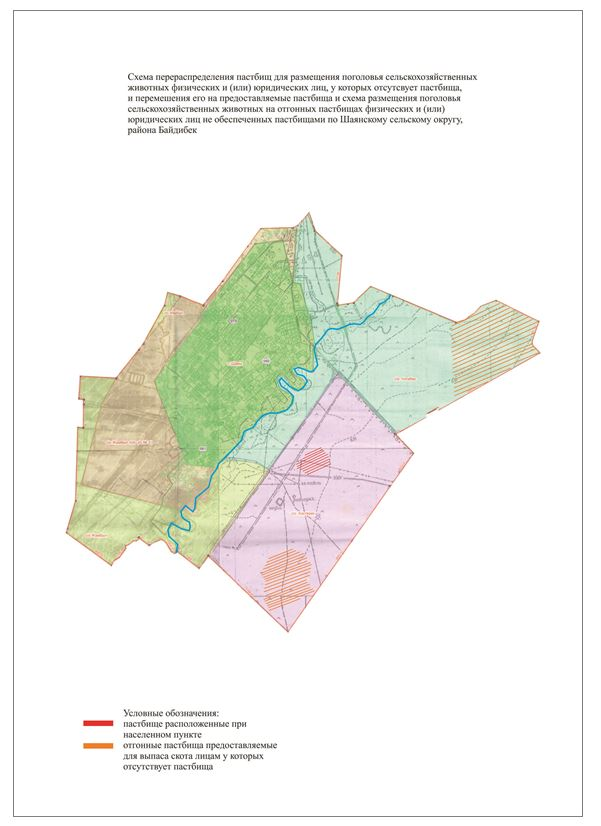 Схема перераспределения пастбищ для размещения поголовья сельскохозяйственных
животных физических и (или) юридических лиц, у которых отсутсвует пастбища,
и перемешения его на предоставляемые пастбища и схема размещения поголовья
сельскохозяйственных животных на отгонных пастбищах физических и (или)
юридических лиц не обеспеченных пастбищами по Шаянскому сельскому округу,
района Байдибек
Условные обозначения:
пастбище расположенные при
населенном пункте
отгонные пастбища предоставляемые
для выпаса скота лицам у которых
отсутствует пастбища